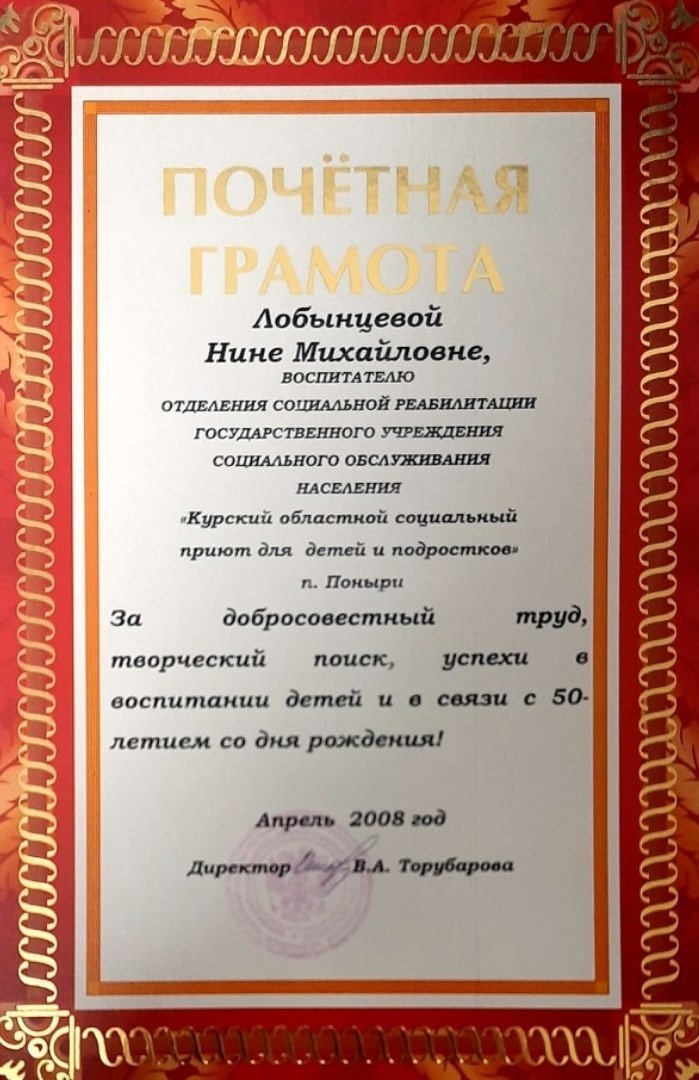 ПОЧЁТНАЯ
ГРАМОТА
Лобынцевой
Нине Михайловне,
ВОСПИТАТЕЛЮ
ОТДЕЛЕНИЯ СОЦИАЛЬНОЙ РЕАБИЛИТАЦИИ
ГОСУДАРСТВЕННОГО УЧРЕЖДЕНИЯ
СОЦИАЛЬНОГО ОБСЛУЖИВАНИЯ
НАСЕЛЕНИЯ
«Курский областной социальный
приют для детей и подростков»
п. Поныри
За добросовестный труд,
творческий поиск, успехи в
воспитании детей и в связи с 50-
летием со дня рождения!
Апрель 2008 год
Директор В.А. Торубарова